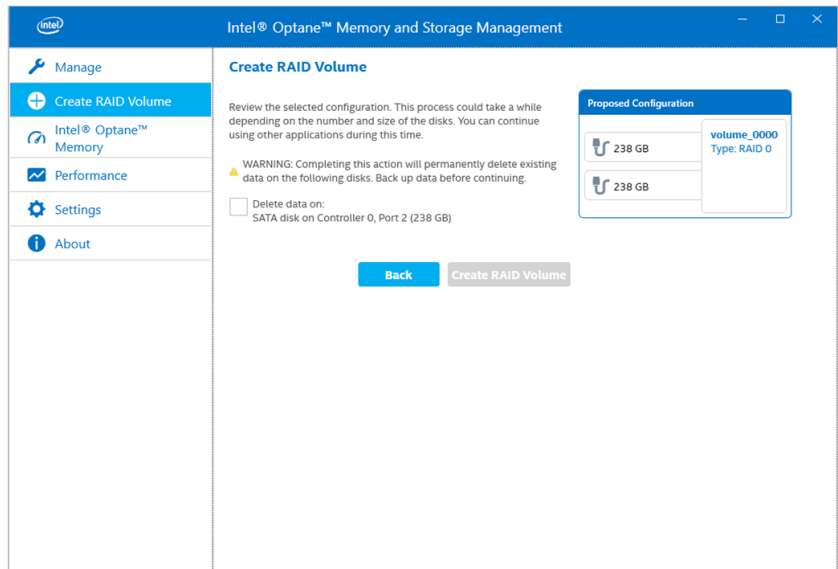 intel
Intel® Optane™ Memory and Storage Management
Manage
Create RAID Volume
Intel® Optane™
Memory
Performance
Settings
About
Create RAID Volume
Review the selected configuration. This process could take a while
depending on the number and size of the disks. You can continue
using other applications during this time.
WARNING: Completing this action will permanently delete existing
data on the following disks. Back up data before continuing.
Delete data on:
SATA disk on Controller 0, Port 2 (238 GB)
Back
Create RAID Volume
Proposed Configuration
238 GB
238 GB
volume_0000
Type: RAID 0